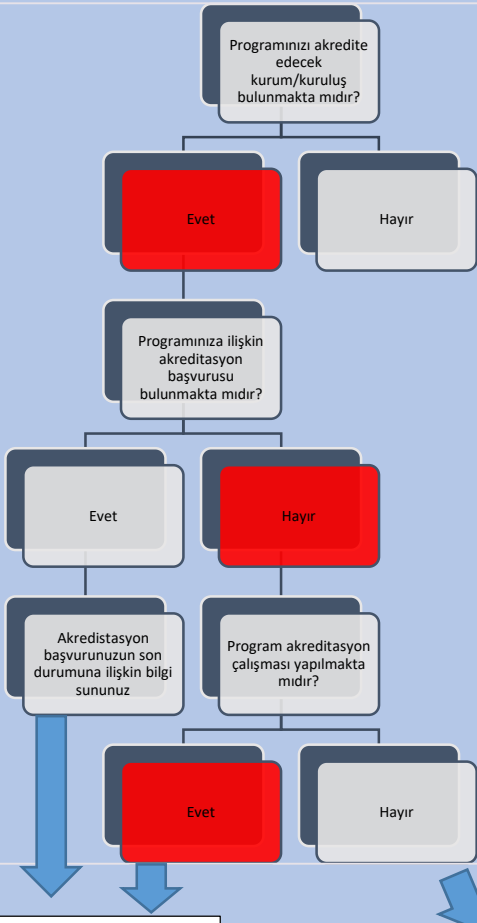 Programınızı akredite
edecek
kurum/kuruluş
bulunmakta mıdır?
Evet
Hayır
Programınıza ilişkin
akreditasyon
başvurusu
bulunmakta mıdır?
Evet
Hayır
Akredistasyon
başvurunuzun son
durumuna ilişkin bilgi
sununuz
Program akreditasyon
çalışması yapılmakta
mıdır?
Evet
Hayır